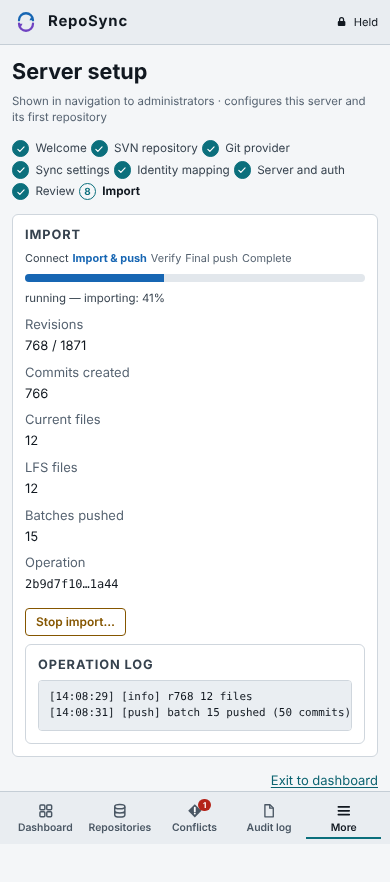 RepoSync
Held
Server setup
Shown in navigation to administrators · configures this server and
its first repository
Welcome SVN repository Git provider
Sync settings Identity mapping Server and auth
Review 8 Import
IMPORT
Connect Import & push Verify Final push Complete
running — importing: 41%
Revisions
768 / 1871
Commits created
766
Current files
12
LFS files
12
Batches pushed
15
Operation
2b9d7f10…1a44
Stop import…
OPERATION LOG
[14:08:29] [info] r768 12 files
[14:08:31] [push] batch 15 pushed (50 commits)
Exit to dashboard
1
Dashboard Repositories Conflicts Audit log More